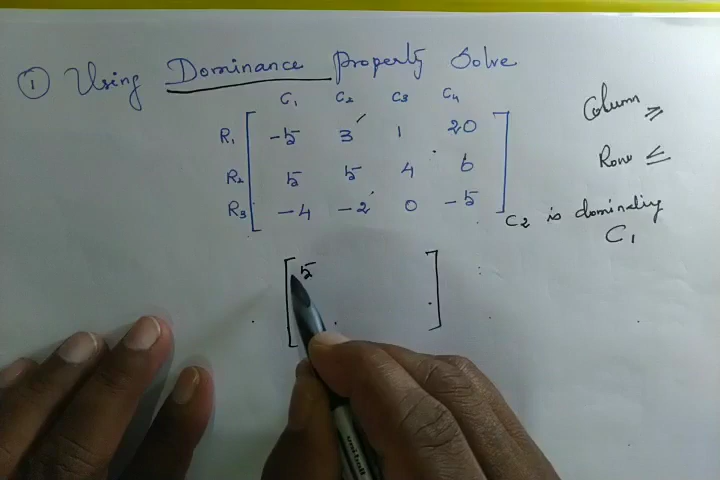 ① Using Dominance property Solve
C1 C2 C3 C4
R1 -5 3 1 20
R2 5 5 4 6
R3 -4 -2 0 -5
Column ≥
Row ≤
C2 is dominating
C1
5